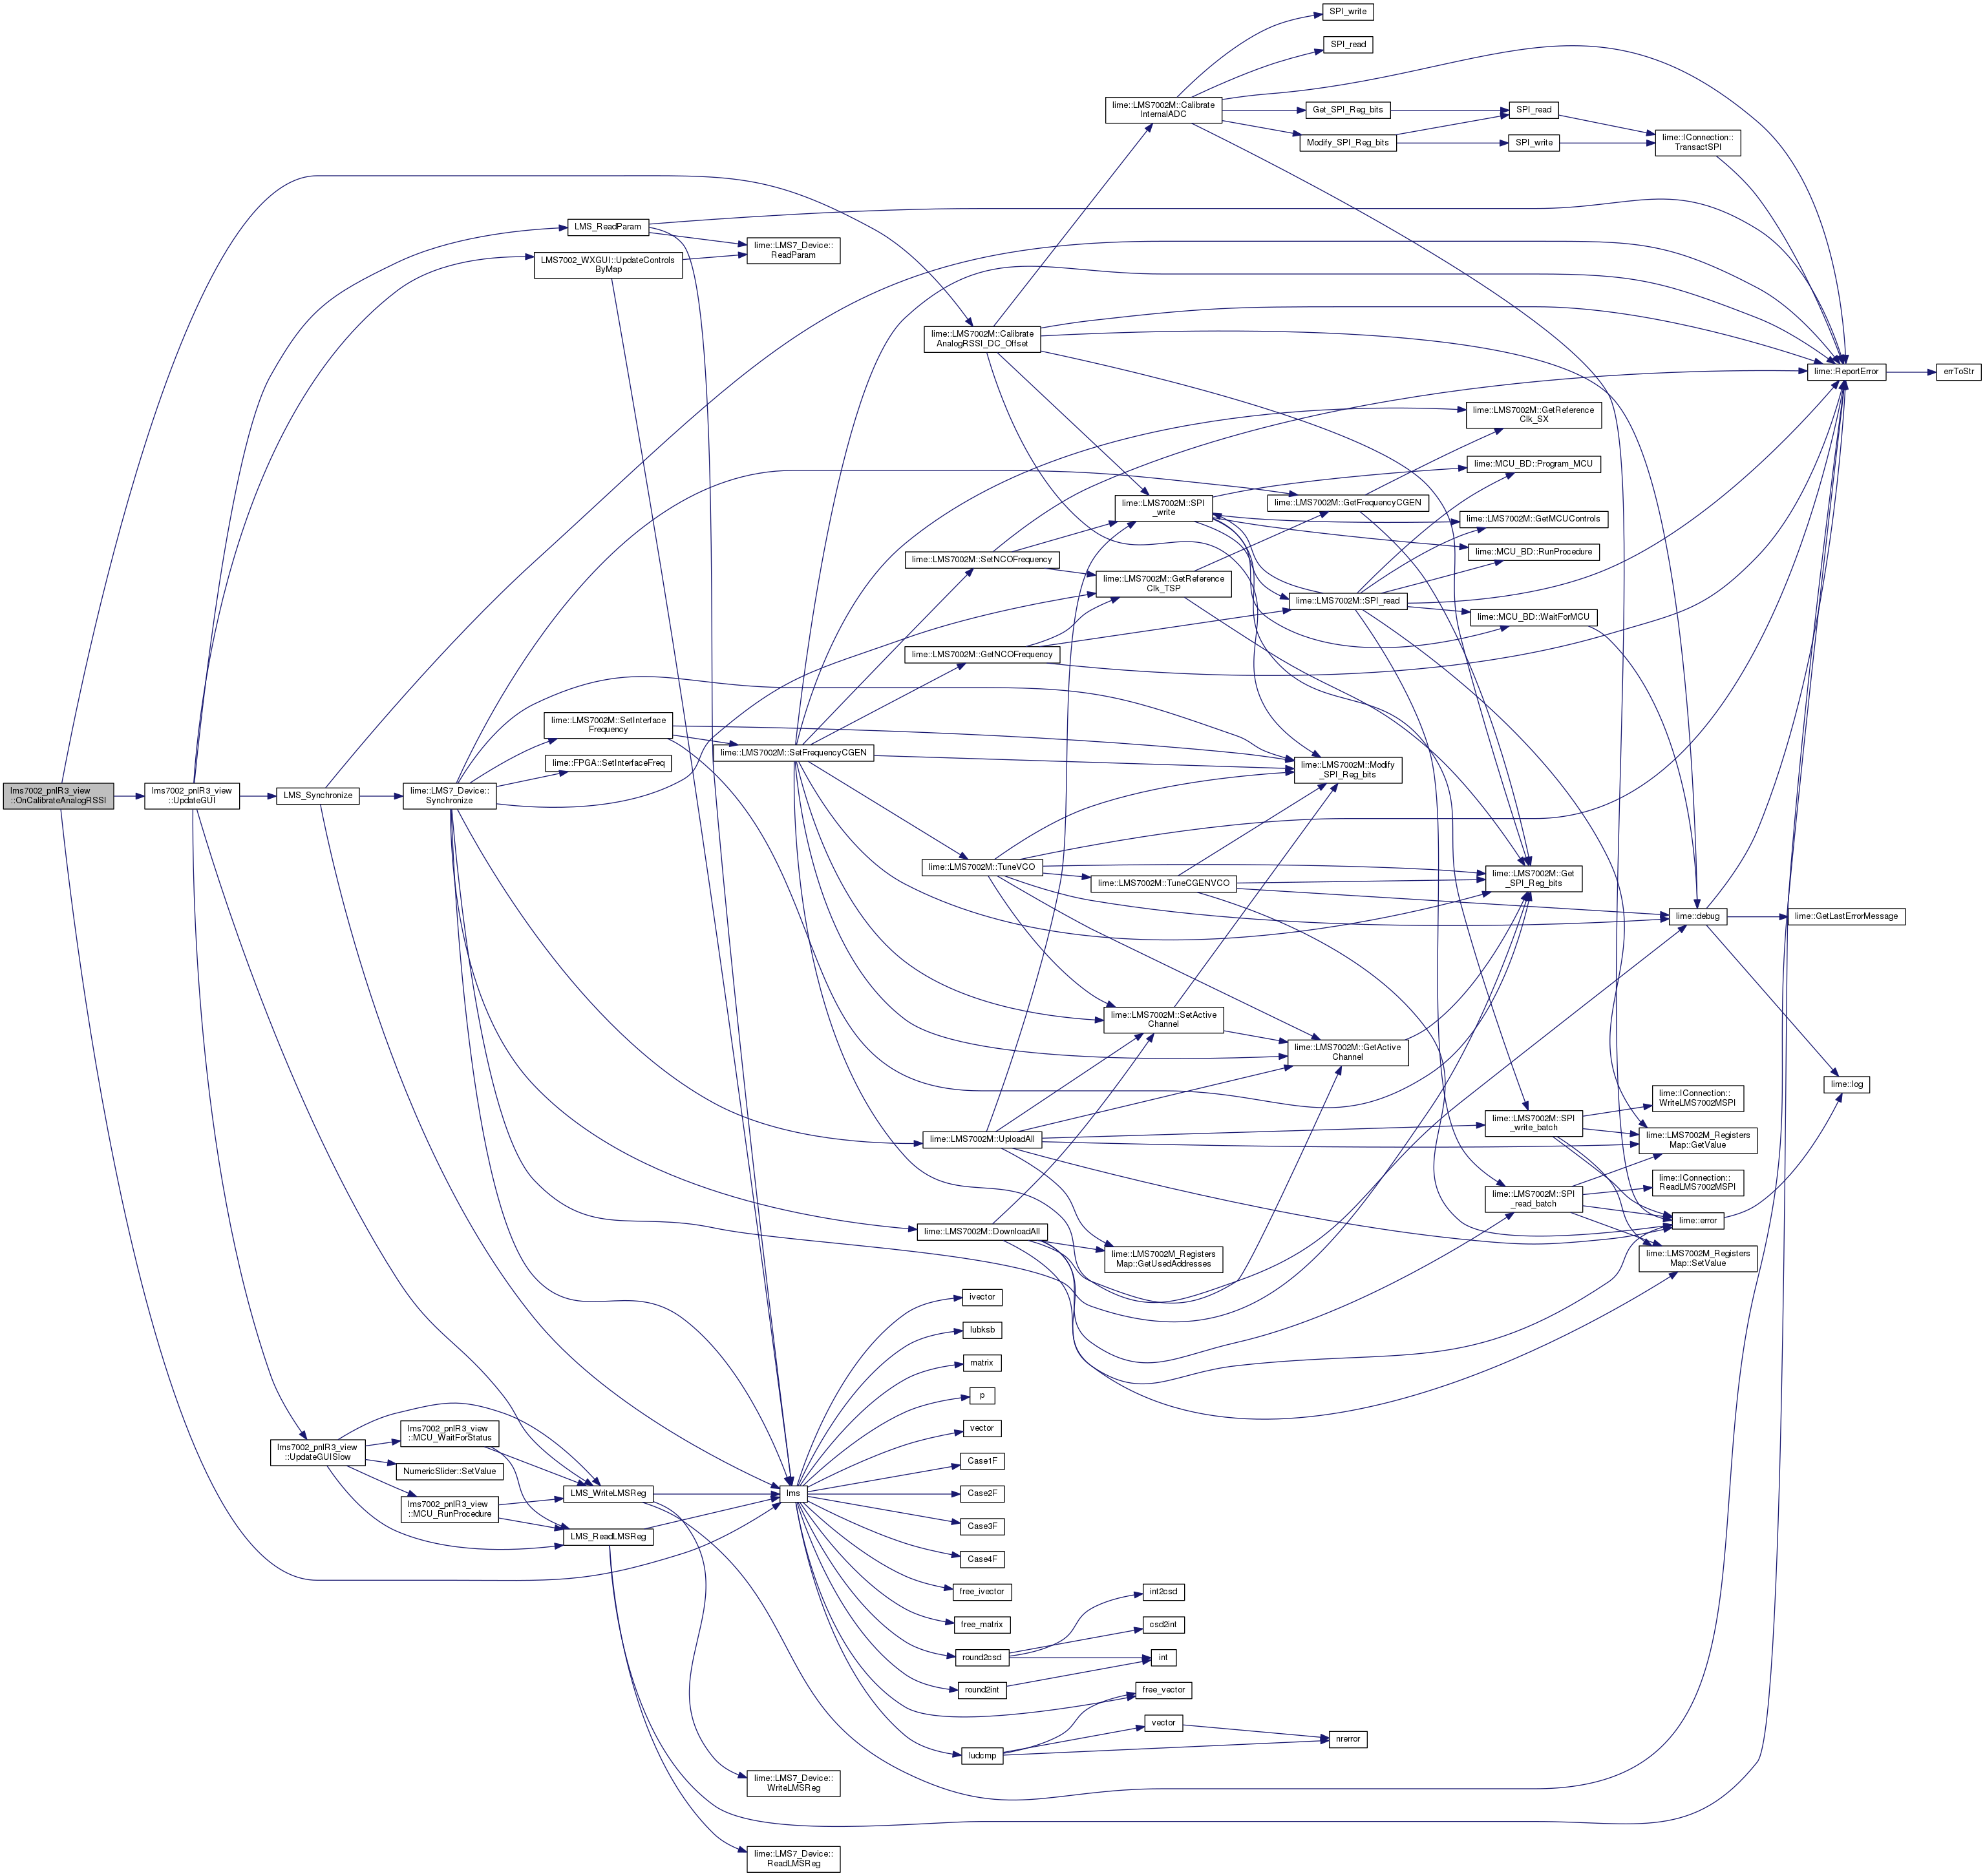 SPI_write
SPI_read
lime::LMS7002M::Calibrate
InternalADC
Get_SPI_Reg_bits
SPI_read
Modify_SPI_Reg_bits
SPI_write
lime::IConnection::
TransactSPI
LMS_ReadParam
lime::LMS7_Device::
ReadParam
LMS7002_WXGUI::UpdateControls
ByMap
lime::LMS7002M::Calibrate
AnalogRSSI_DC_Offset
lime::ReportError
errToStr
lime::LMS7002M::GetReference
Clk_SX
lime::MCU_BD::Program_MCU
lime::LMS7002M::SPI
_write
lime::LMS7002M::GetFrequencyCGEN
lime::LMS7002M::GetMCUControls
lime::MCU_BD::RunProcedure
lime::LMS7002M::SetNCOFrequency
lime::LMS7002M::GetReference
Clk_TSP
lime::LMS7002M::SPI_read
lime::MCU_BD::WaitForMCU
lime::LMS7002M::GetNCOFrequency
lime::LMS7002M::SetInterface
Frequency
lime::LMS7002M::SetFrequencyCGEN
lime::FPGA::SetInterfaceFreq
lime::LMS7002M::Modify
_SPI_Reg_bits
lms7002_pnlR3_view
::OnCalibrateAnalogRSSI
lms7002_pnlR3_view
::UpdateGUI
LMS_Synchronize
lime::LMS7_Device::
Synchronize
lime::LMS7002M::TuneVCO
lime::LMS7002M::TuneCGENVCO
lime::LMS7002M::Get
_SPI_Reg_bits
lime::debug
lime::GetLastErrorMessage
lime::LMS7002M::SetActive
Channel
lime::LMS7002M::GetActive
Channel
lime::log
lime::IConnection::
WriteLMS7002MSPI
lime::LMS7002M::UploadAll
lime::LMS7002M::SPI
_write_batch
lime::LMS7002M_Registers
Map::GetValue
lime::LMS7002M::SPI
_read_batch
lime::IConnection::
ReadLMS7002MSPI
lime::error
lime::LMS7002M::DownloadAll
lime::LMS7002M_Registers
Map::GetUsedAddresses
lime::LMS7002M_Registers
Map::SetValue
ivector
lubksb
matrix
p
vector
lms7002_pnlR3_view
::UpdateGUISlow
lms7002_pnlR3_view
::MCU_WaitForStatus
NumericSlider::SetValue
lms7002_pnlR3_view
::MCU_RunProcedure
LMS_WriteLMSReg
LMS_ReadLMSReg
lms
Case1F
Case2F
Case3F
Case4F
free_ivector
free_matrix
round2csd
int2csd
csd2int
int
round2int
free_vector
ludcmp
vector
nrerror
lime::LMS7_Device::
WriteLMSReg
lime::LMS7_Device::
ReadLMSReg